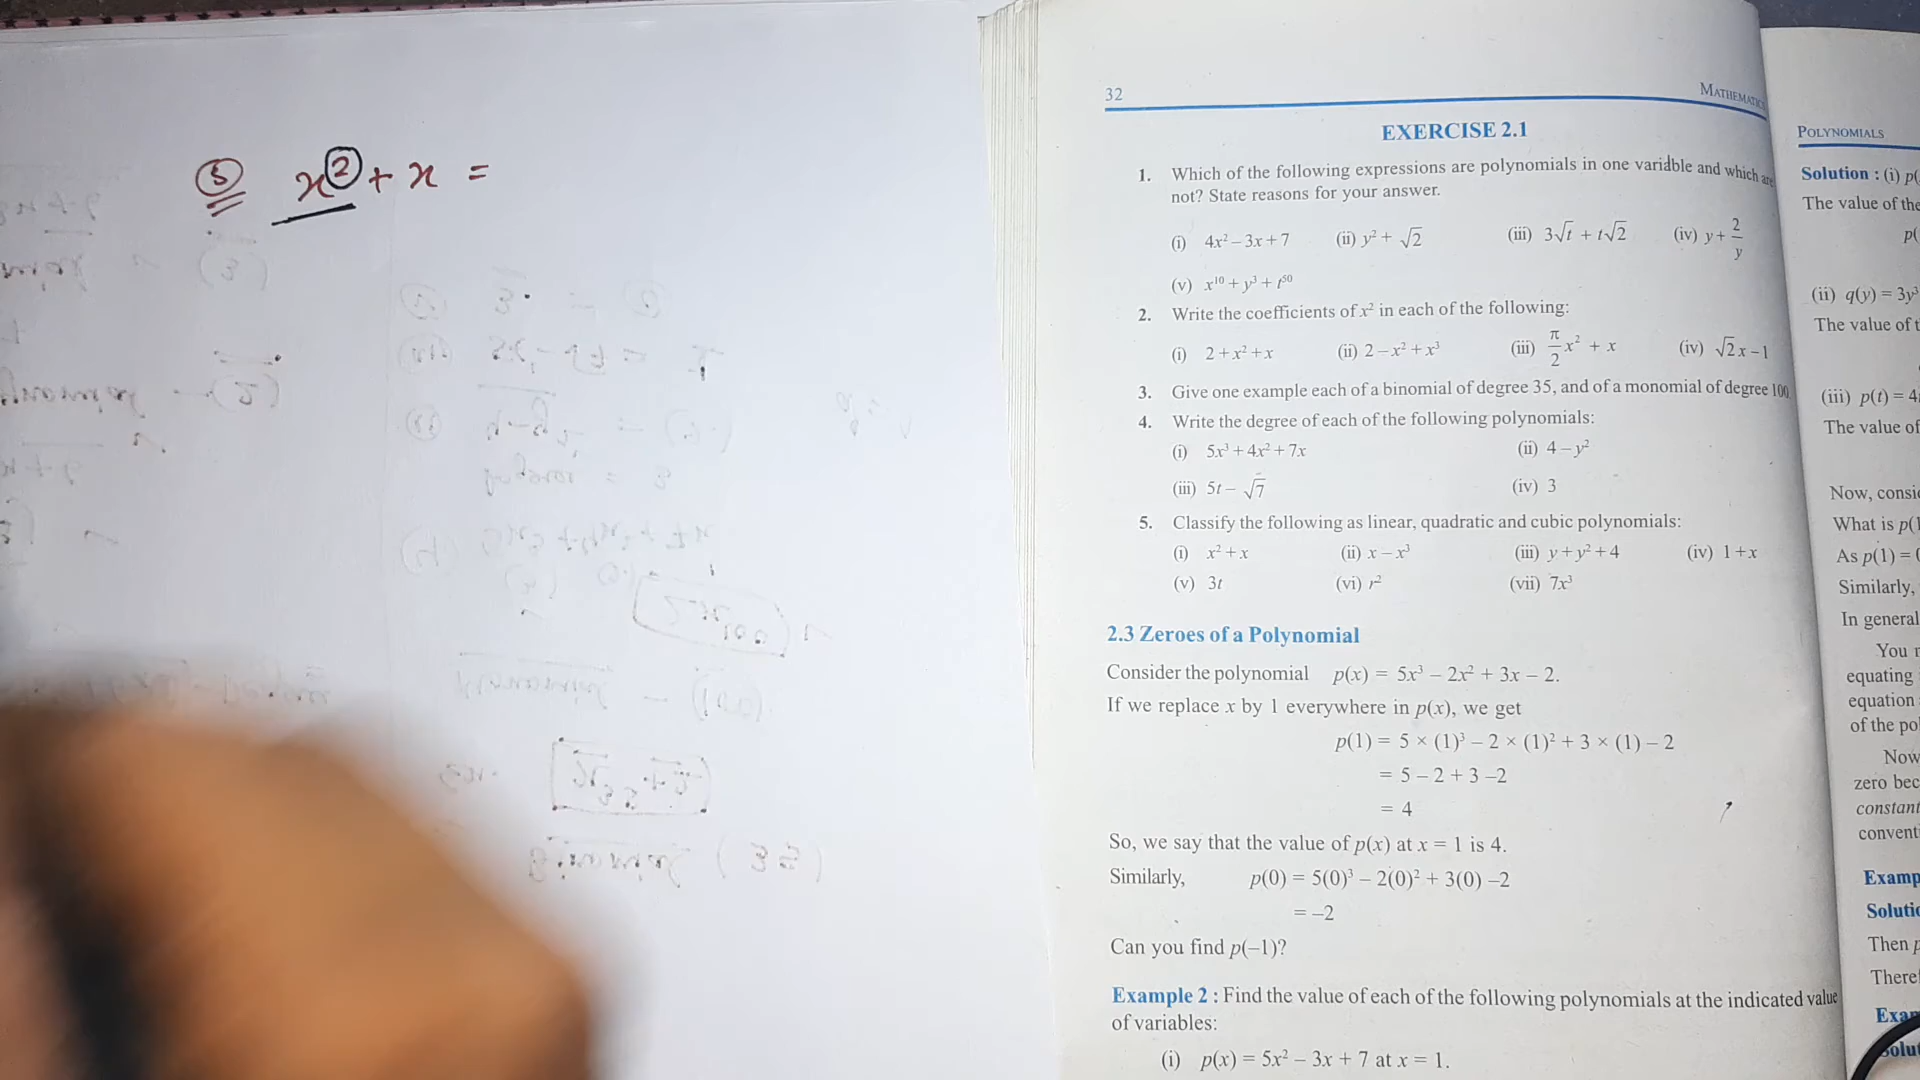 ⑤ x² + x =
32
MATHEMATIC
EXERCISE 2.1
1. Which of the following expressions are polynomials in one variable and which are
not? State reasons for your answer.
(i) 4x² – 3x + 7 (ii) y² + √2 (iii) 3√t + t√2 (iv) y + 2/y
(v) x¹⁰ + y³ + t⁵⁰
2. Write the coefficients of x² in each of the following:
(i) 2 + x² + x (ii) 2 – x² + x³ (iii) π/2 x² + x (iv) √2 x – 1
3. Give one example each of a binomial of degree 35, and of a monomial of degree 100
4. Write the degree of each of the following polynomials:
(i) 5x³ + 4x² + 7x (ii) 4 – y²
(iii) 5t – √7 (iv) 3
5. Classify the following as linear, quadratic and cubic polynomials:
(i) x² + x (ii) x – x³ (iii) y + y² + 4 (iv) 1 + x
(v) 3t (vi) r² (vii) 7x³
2.3 Zeroes of a Polynomial
Consider the polynomial p(x) = 5x³ – 2x² + 3x – 2.
If we replace x by 1 everywhere in p(x), we get
p(1) = 5 × (1)³ – 2 × (1)² + 3 × (1) – 2
= 5 – 2 + 3 –2
= 4
So, we say that the value of p(x) at x = 1 is 4.
Similarly, p(0) = 5(0)³ – 2(0)² + 3(0) –2
= –2
Can you find p(–1)?
Example 2 : Find the value of each of the following polynomials at the indicated value
of variables:
(i) p(x) = 5x² – 3x + 7 at x = 1.
POLYNOMIALS
Solution : (i) p(
The value of the
p(
(ii) q(y) = 3y³
The value of t
(iii) p(t) = 4
The value of
Now, consi
What is p(1
As p(1) = 0
Similarly,
In general
You
equating
equation
of the po
Now
zero bec
constant
convent
Examp
Soluti
Then p
There
Exa
Solut